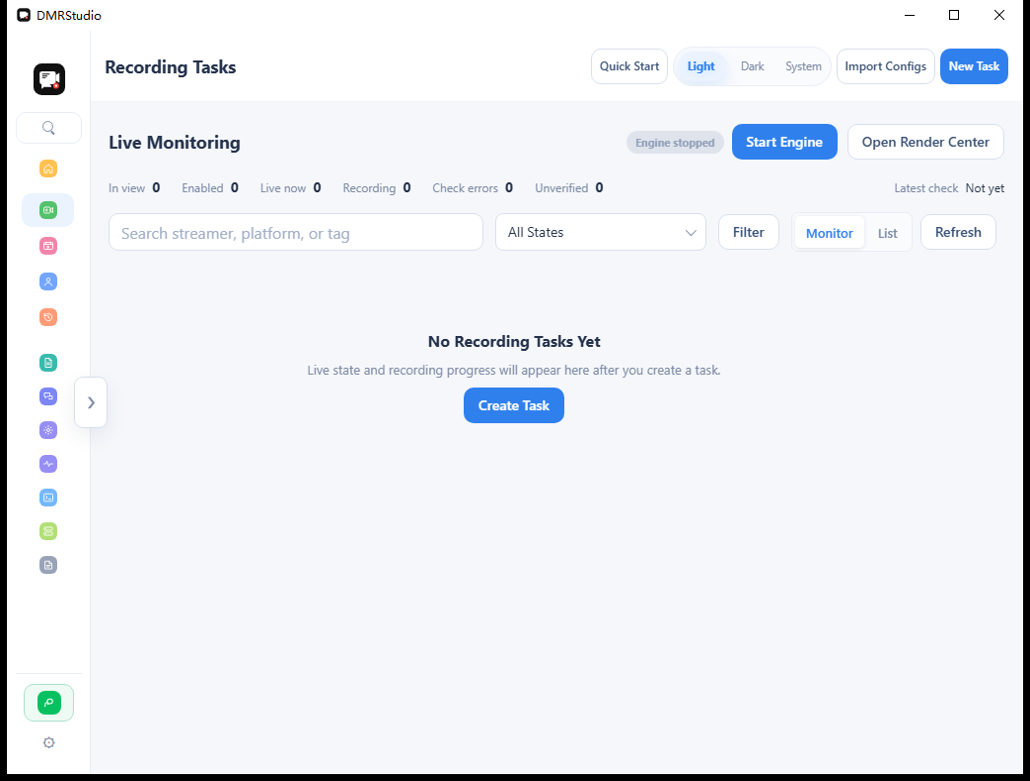 DMRStudio
Recording Tasks
Quick Start
Light Dark System
Import Configs
New Task
Live Monitoring
Engine stopped
Start Engine
Open Render Center
In view 0 Enabled 0 Live now 0 Recording 0 Check errors 0 Unverified 0
Latest check Not yet
Search streamer, platform, or tag
All States
Filter
Monitor List
Refresh
No Recording Tasks Yet
Live state and recording progress will appear here after you create a task.
Create Task